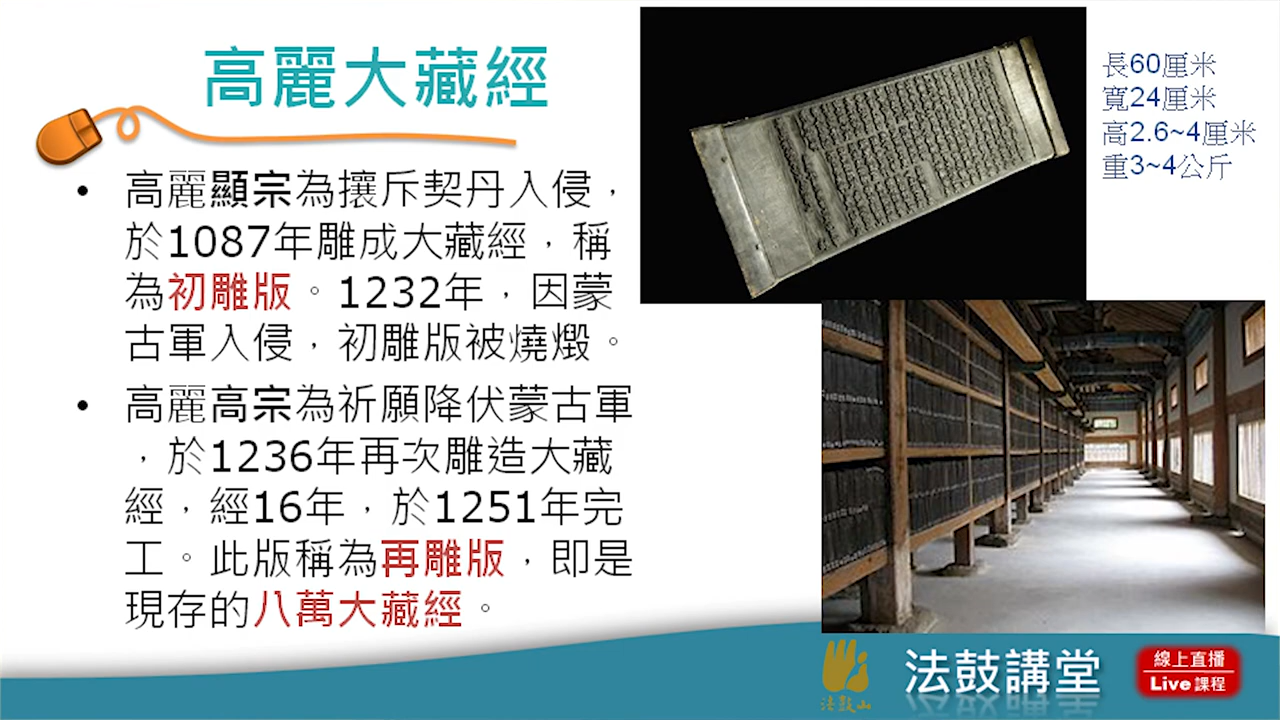 高麗大藏經
• 高麗顯宗為攘斥契丹入侵，
於1087年雕成大藏經，稱
為初雕版。1232年，因蒙
古軍入侵，初雕版被燒燬。
• 高麗高宗為祈願降伏蒙古軍
，於1236年再次雕造大藏
經，經16年，於1251年完
工。此版稱為再雕版，即是
現存的八萬大藏經。
長60厘米
寬24厘米
高2.6~4厘米
重3~4公斤
法鼓山
法鼓講堂
線上直播
Live 課程